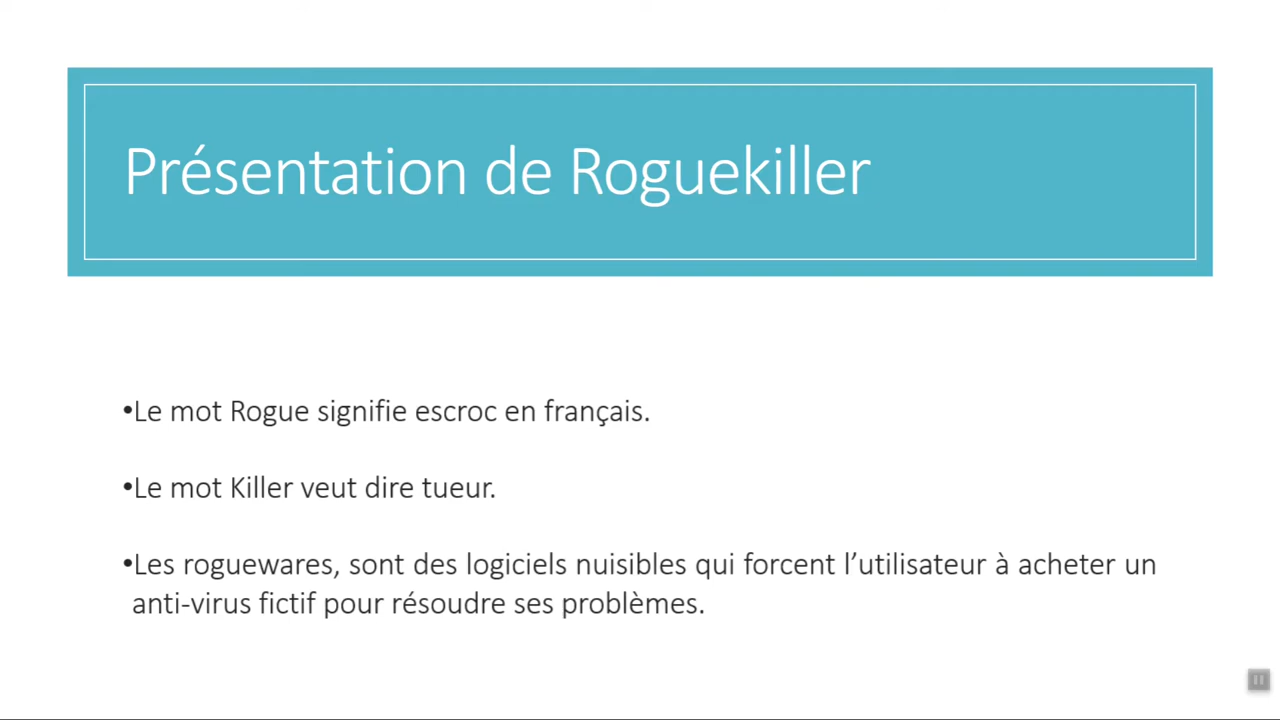 Présentation de Roguekiller
•Le mot Rogue signifie escroc en français.
•Le mot Killer veut dire tueur.
•Les roguewares, sont des logiciels nuisibles qui forcent l’utilisateur à acheter un
anti-virus fictif pour résoudre ses problèmes.